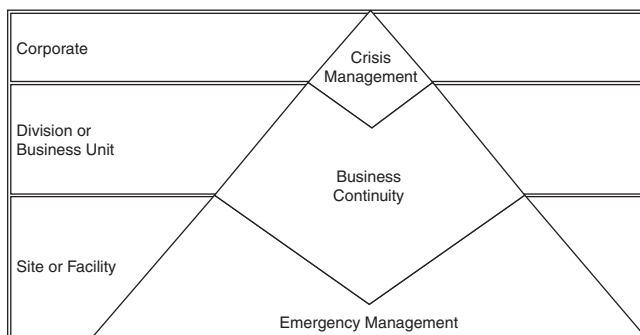 Corporate
Crisis
Management
Division or
Business Unit
Business
Continuity
Site or Facility
Emergency Management